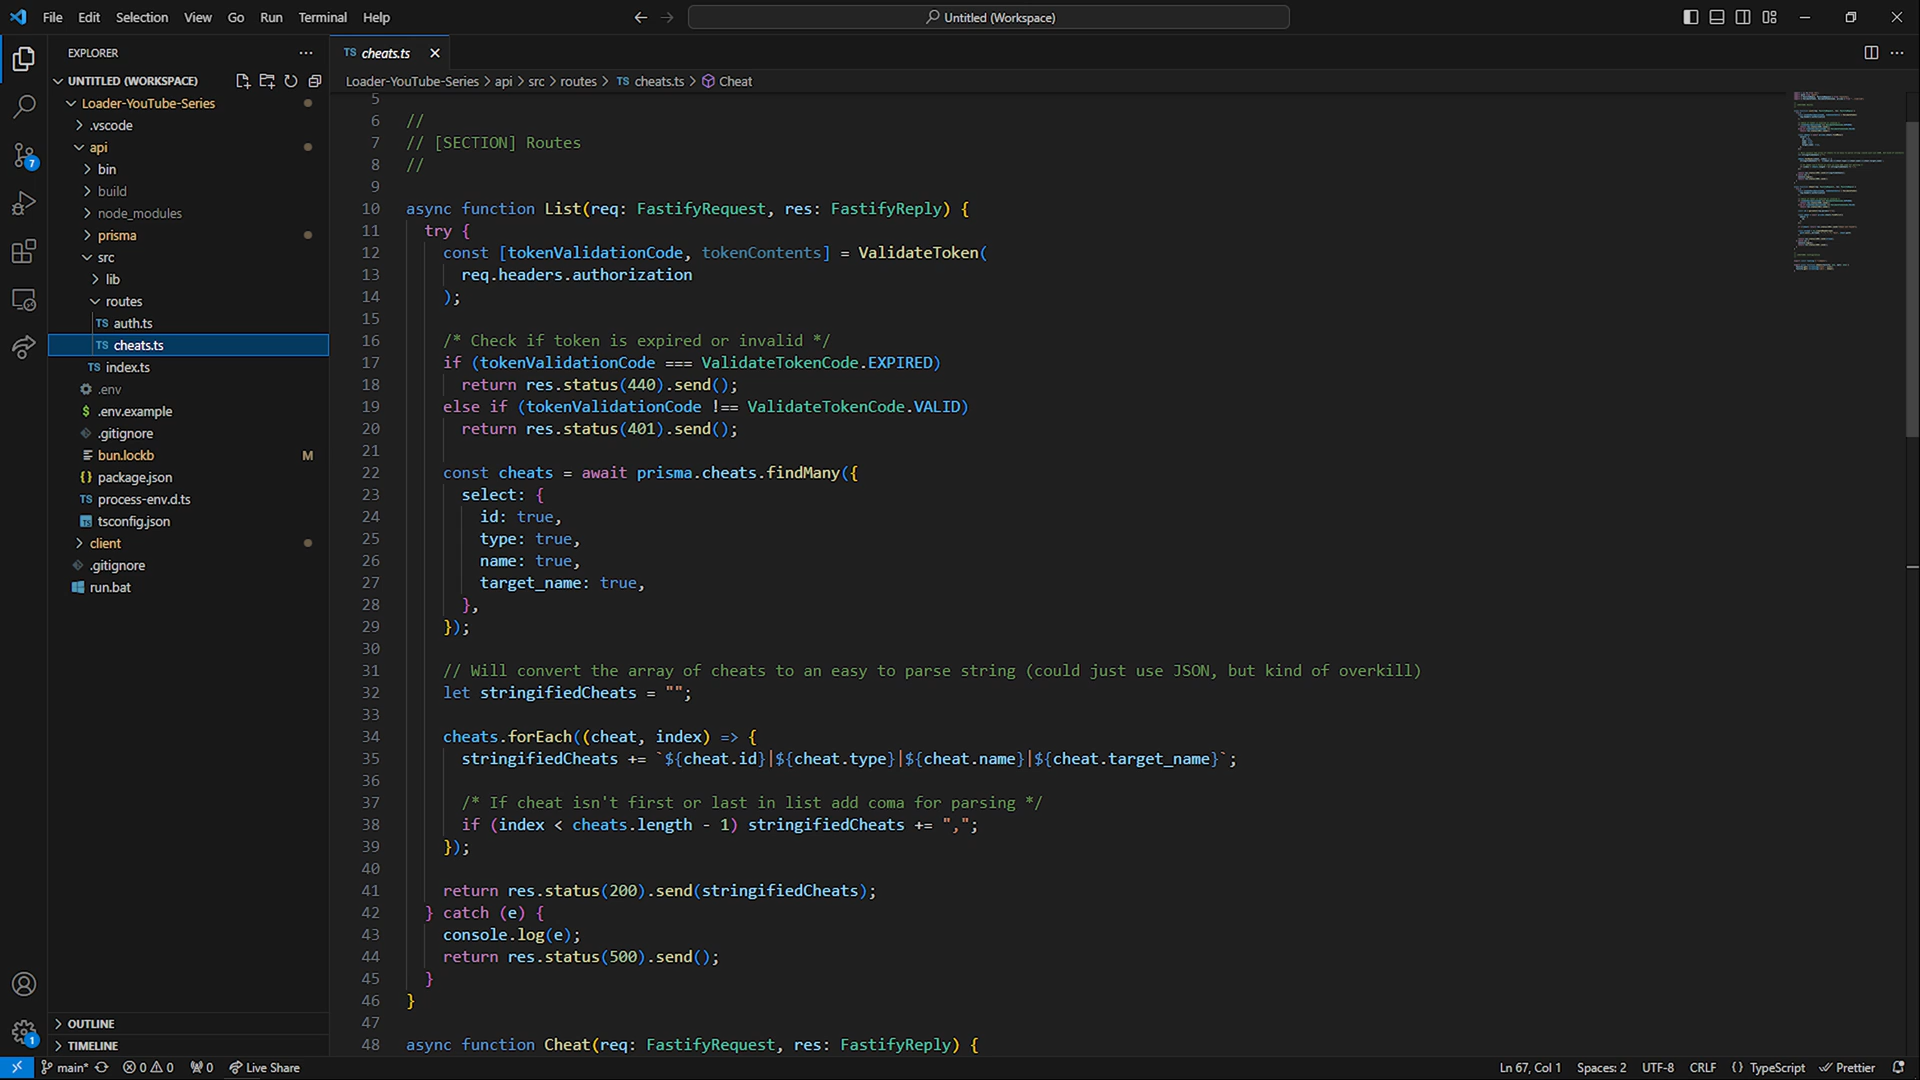 File Edit Selection View Go Run Terminal Help
Untitled (Workspace)
EXPLORER
UNTITLED (WORKSPACE)
Loader-YouTube-Series
.vscode
api
bin
build
node_modules
prisma
src
lib
routes
TS auth.ts
TS cheats.ts
TS index.ts
.env
$ .env.example
.gitignore
bun.lockb M
{} package.json
TS process-env.d.ts
tsconfig.json
client
.gitignore
run.bat
OUTLINE
TIMELINE
7
1
TS cheats.ts
Loader-YouTube-Series > api > src > routes > TS cheats.ts > Cheat
5
6 //
7 // [SECTION] Routes
8 //
9
10 async function List(req: FastifyRequest, res: FastifyReply) {
11 try {
12 const [tokenValidationCode, tokenContents] = ValidateToken(
13 req.headers.authorization
14 );
15
16 /* Check if token is expired or invalid */
17 if (tokenValidationCode === ValidateTokenCode.EXPIRED)
18 return res.status(440).send();
19 else if (tokenValidationCode !== ValidateTokenCode.VALID)
20 return res.status(401).send();
21
22 const cheats = await prisma.cheats.findMany({
23 select: {
24 id: true,
25 type: true,
26 name: true,
27 target_name: true,
28 },
29 });
30
31 // Will convert the array of cheats to an easy to parse string (could just use JSON, but kind of overkill)
32 let stringifiedCheats = "";
33
34 cheats.forEach((cheat, index) => {
35 stringifiedCheats += `${cheat.id}|${cheat.type}|${cheat.name}|${cheat.target_name}`;
36
37 /* If cheat isn't first or last in list add coma for parsing */
38 if (index < cheats.length - 1) stringifiedCheats += ",";
39 });
40
41 return res.status(200).send(stringifiedCheats);
42 } catch (e) {
43 console.log(e);
44 return res.status(500).send();
45 }
46 }
47
48 async function Cheat(req: FastifyRequest, res: FastifyReply) {
main* 0 0 0 Live Share
Ln 67, Col 1 Spaces: 2 UTF-8 CRLF {} TypeScript Prettier